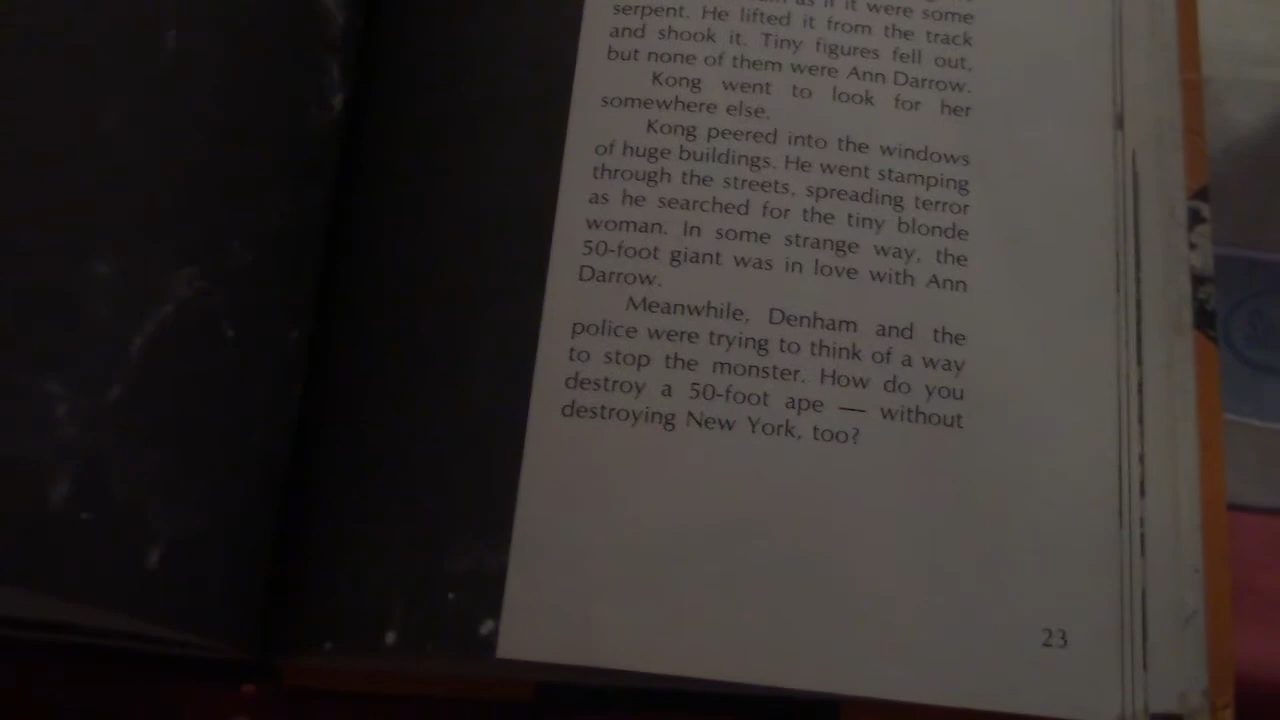 as if it were some
serpent. He lifted it from the track
and shook it. Tiny figures fell out,
but none of them were Ann Darrow.
Kong went to look for her
somewhere else.
Kong peered into the windows
of huge buildings. He went stamping
through the streets, spreading terror
as he searched for the tiny blonde
woman. In some strange way, the
50-foot giant was in love with Ann
Darrow.
Meanwhile, Denham and the
police were trying to think of a way
to stop the monster. How do you
destroy a 50-foot ape — without
destroying New York, too?
23